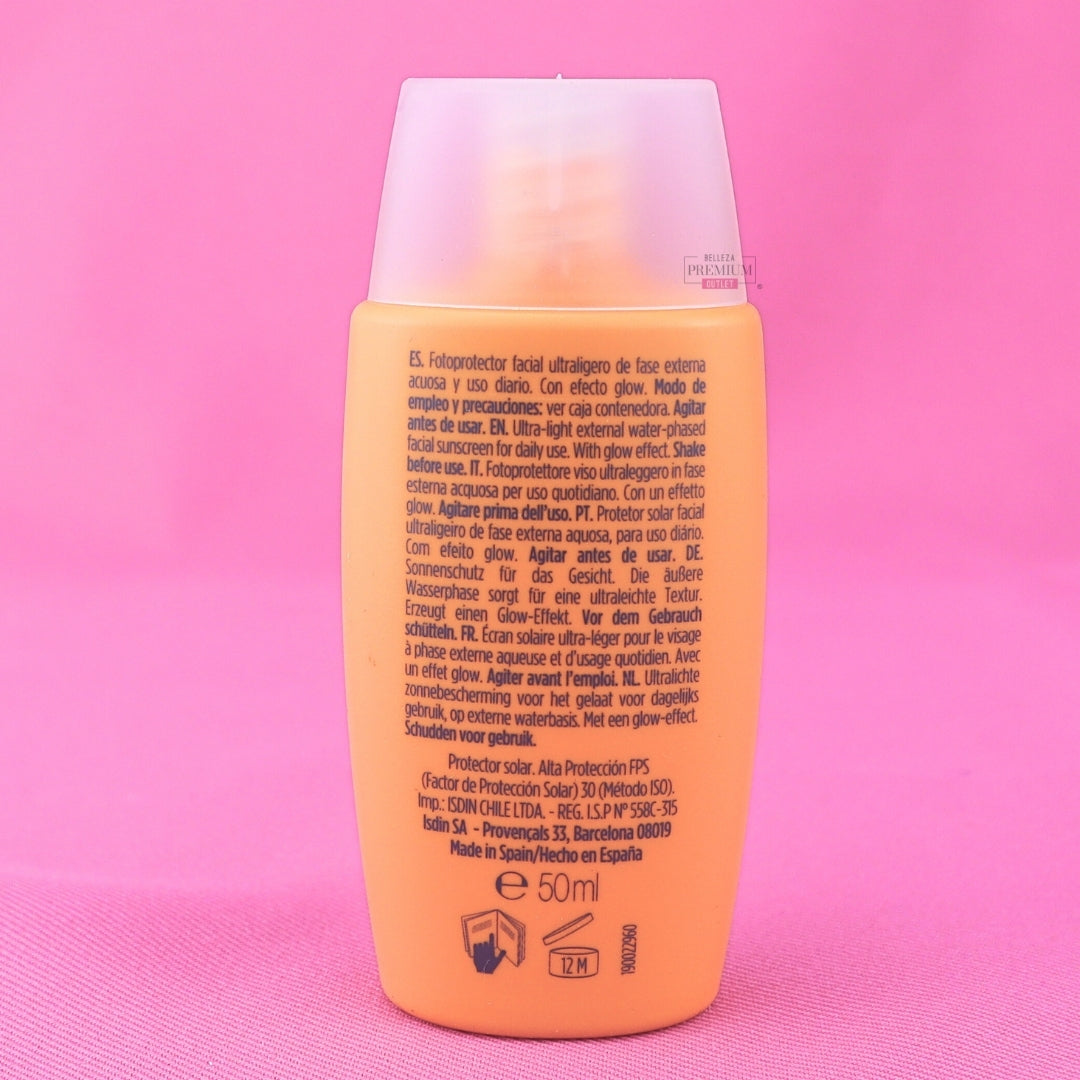 BELLEZA
PREMIUM
OUTLET
®
ES. Fotoprotector facial ultraligero de fase externa
acuosa y uso diario. Con efecto glow. Modo de
empleo y precauciones: ver caja contenedora. Agitar
antes de usar. EN. Ultra-light external water-phased
facial sunscreen for daily use. With glow effect. Shake
before use. IT. Fotoprotettore viso ultraleggero in fase
esterna acquosa per uso quotidiano. Con un effetto
glow. Agitare prima dell'uso. PT. Protetor solar facial
ultraligeiro de fase externa aquosa, para uso diário.
Com efeito glow. Agitar antes de usar. DE.
Sonnenschutz für das Gesicht. Die äußere
Wasserphase sorgt für eine ultraleichte Textur.
Erzeugt einen Glow-Effekt. Vor dem Gebrauch
schütteln. FR. Écran solaire ultra-léger pour le visage
à phase externe aqueuse et d'usage quotidien. Avec
un effet glow. Agiter avant l'emploi. NL. Ultralichte
zonnebescherming voor het gelaat voor dagelijks
gebruik, op externe waterbasis. Met een glow-effect.
Schudden voor gebruik.
Protector solar. Alta Protección FPS
(Factor de Protección Solar) 30 (Método ISO).
Imp.: ISDIN CHILE LTDA. - REG. I.S.P Nº 558C-315
Isdin SA - Provençals 33, Barcelona 08019
Made in Spain/Hecho en España
℮ 50ml
12 M
190022960